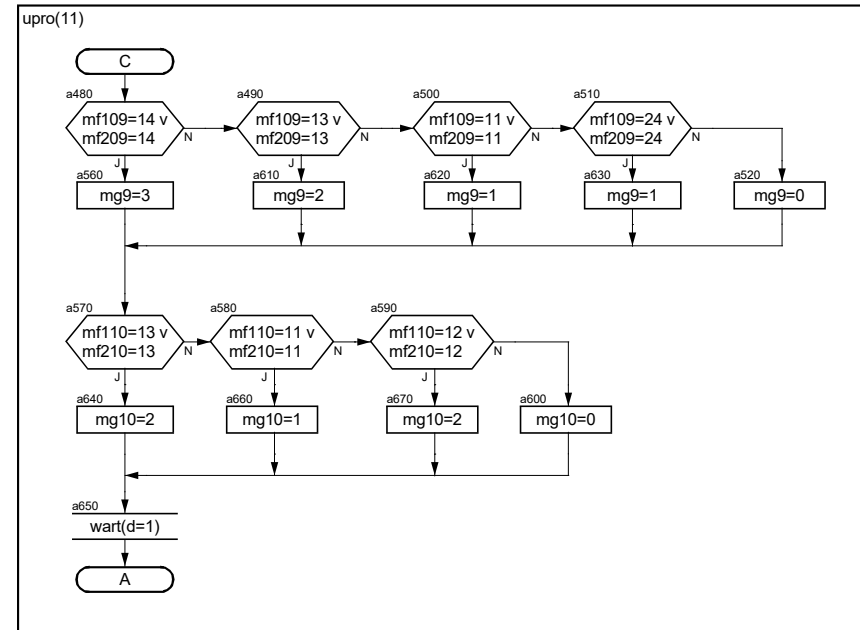 upro(11)
C
a480
mf109=14 v
mf209=14
N
J
a490
mf109=13 v
mf209=13
N
J
a500
mf109=11 v
mf209=11
N
J
a510
mf109=24 v
mf209=24
N
J
a560
mg9=3
a610
mg9=2
a620
mg9=1
a630
mg9=1
a520
mg9=0
a570
mf110=13 v
mf210=13
N
J
a580
mf110=11 v
mf210=11
N
J
a590
mf110=12 v
mf210=12
N
J
a640
mg10=2
a660
mg10=1
a670
mg10=2
a600
mg10=0
a650
wart(d=1)
A